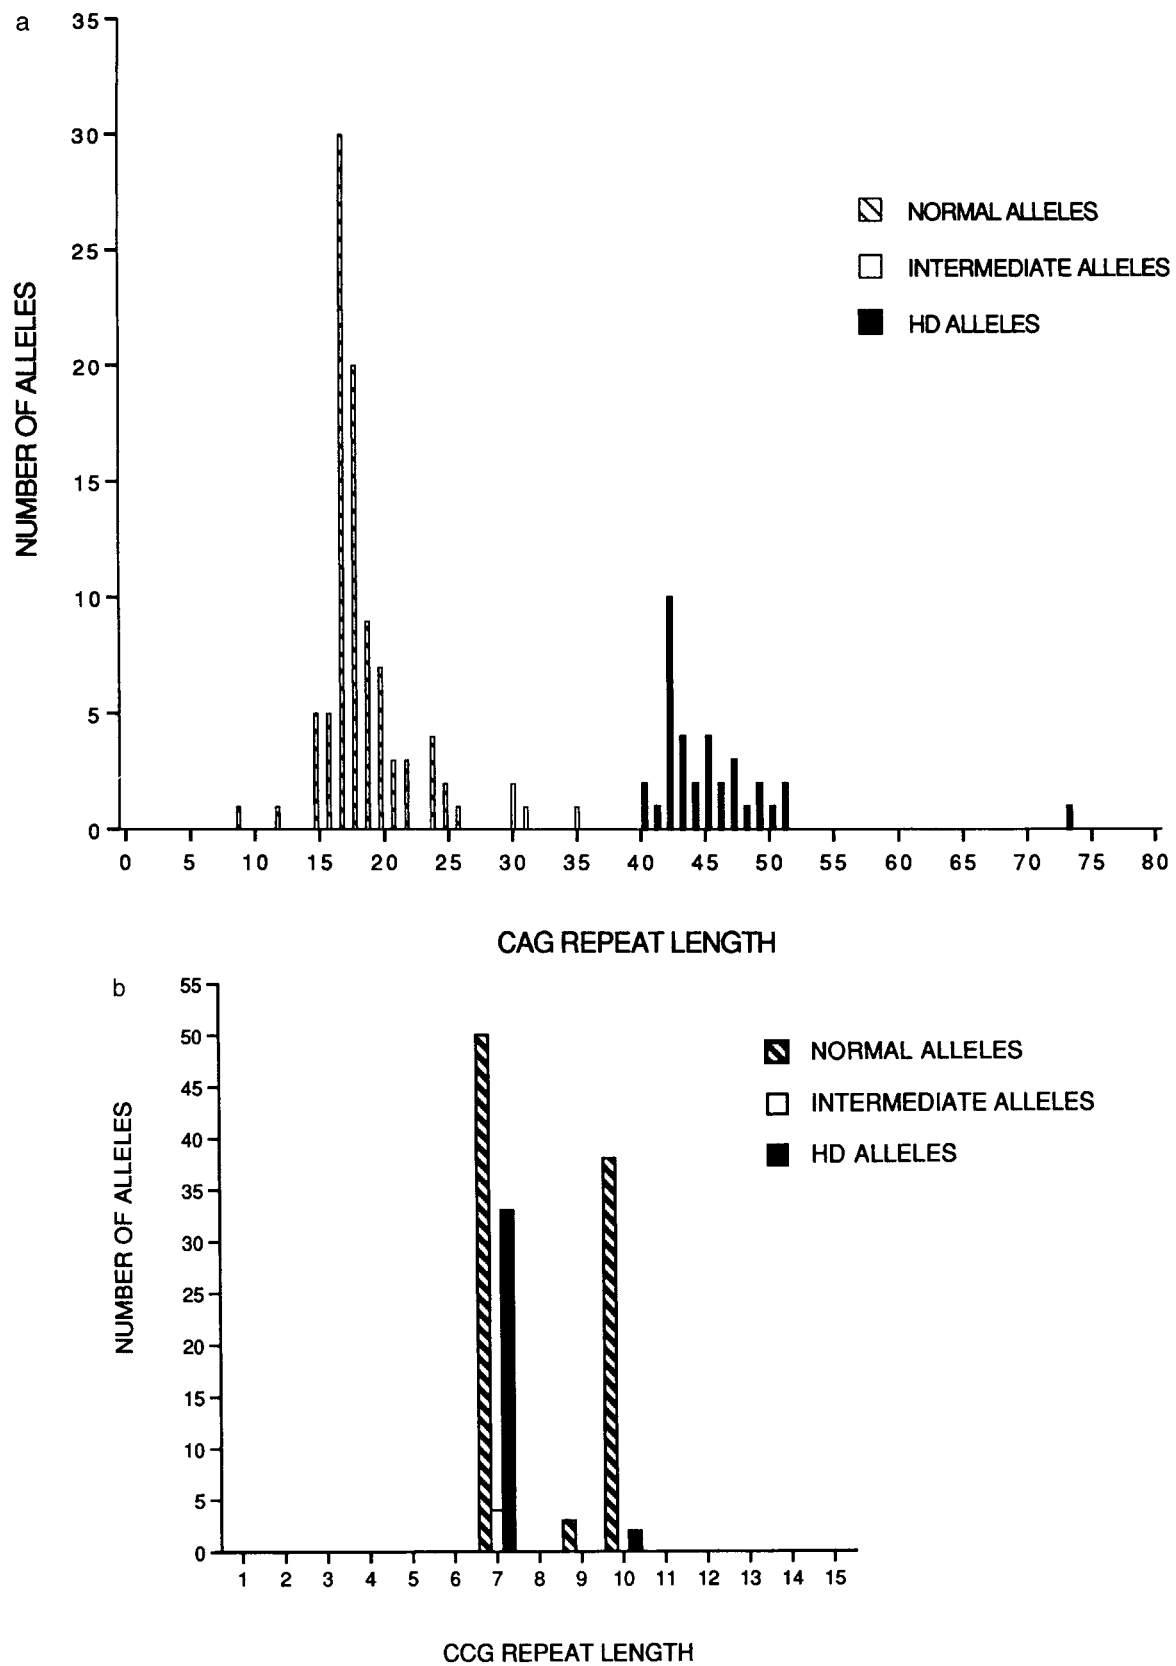 a
35
30
25
20
15
10
5
0
NUMBER OF ALLELES
NORMAL ALLELES
INTERMEDIATE ALLELES
HD ALLELES
0 5 10 15 20 25 30 35 40 45 50 55 60 65 70 75 80
CAG REPEAT LENGTH
b
55
50
45
40
35
30
25
20
15
10
5
0
NUMBER OF ALLELES
NORMAL ALLELES
INTERMEDIATE ALLELES
HD ALLELES
1 2 3 4 5 6 7 8 9 10 11 12 13 14 15
CCG REPEAT LENGTH